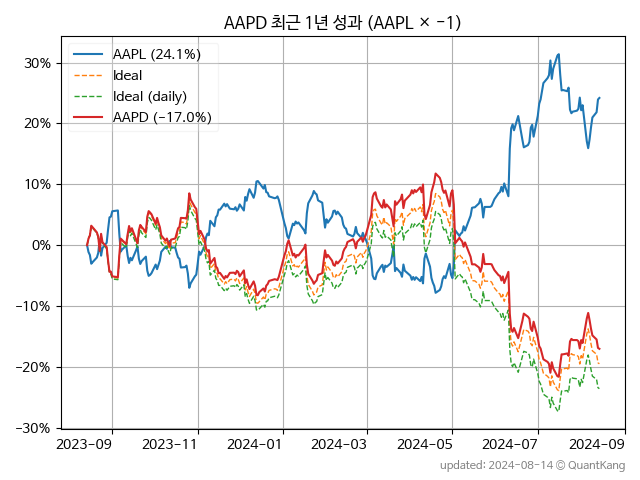 AAPD 최근 1년 성과 (AAPL × −1)
AAPL (24.1%)
Ideal
Ideal (daily)
AAPD (−17.0%)
30%
20%
10%
0%
−10%
−20%
−30%
2023-09 2023-11 2024-01 2024-03 2024-05 2024-07 2024-09
updated: 2024-08-14 © QuantKang